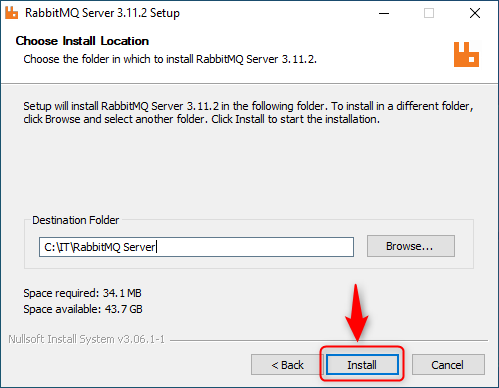 RabbitMQ Server 3.11.2 Setup
Choose Install Location
Choose the folder in which to install RabbitMQ Server 3.11.2.
Setup will install RabbitMQ Server 3.11.2 in the following folder. To install in a different folder,
click Browse and select another folder. Click Install to start the installation.
Destination Folder
C:\IT\RabbitMQ Server
Browse...
Space required: 34.1 MB
Space available: 43.7 GB
Nullsoft Install System v3.06.1-1
< Back
Install
Cancel